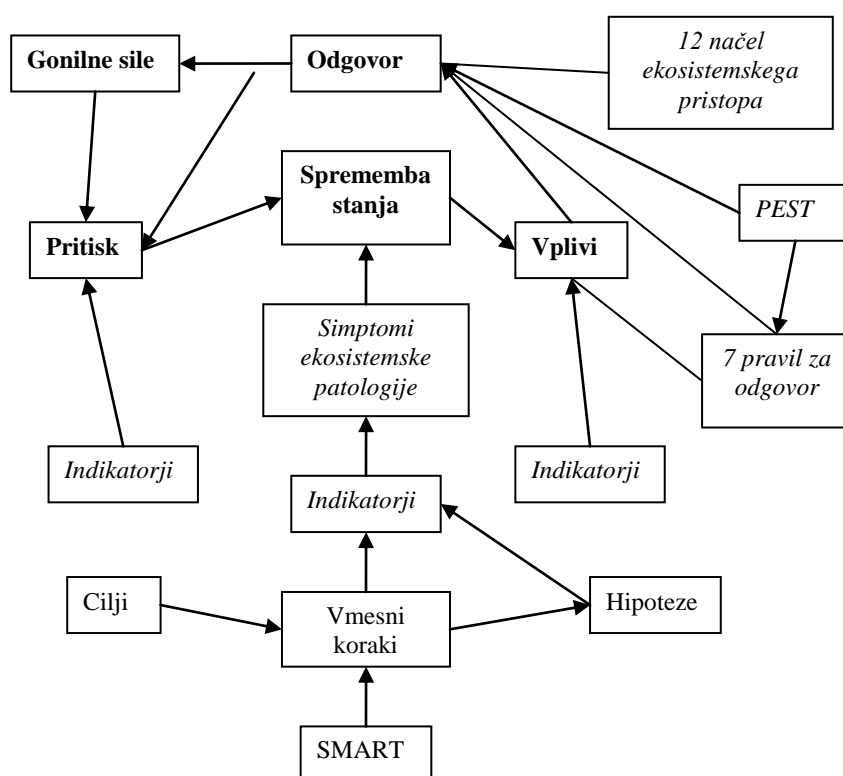 Gonilne sile
Odgovor
12 načel
ekosistemskega
pristopa
Sprememba
stanja
PEST
Pritisk
Vplivi
Simptomi
ekosistemske
patologije
7 pravil za
odgovor
Indikatorji
Indikatorji
Indikatorji
Cilji
Vmesni
koraki
Hipoteze
SMART